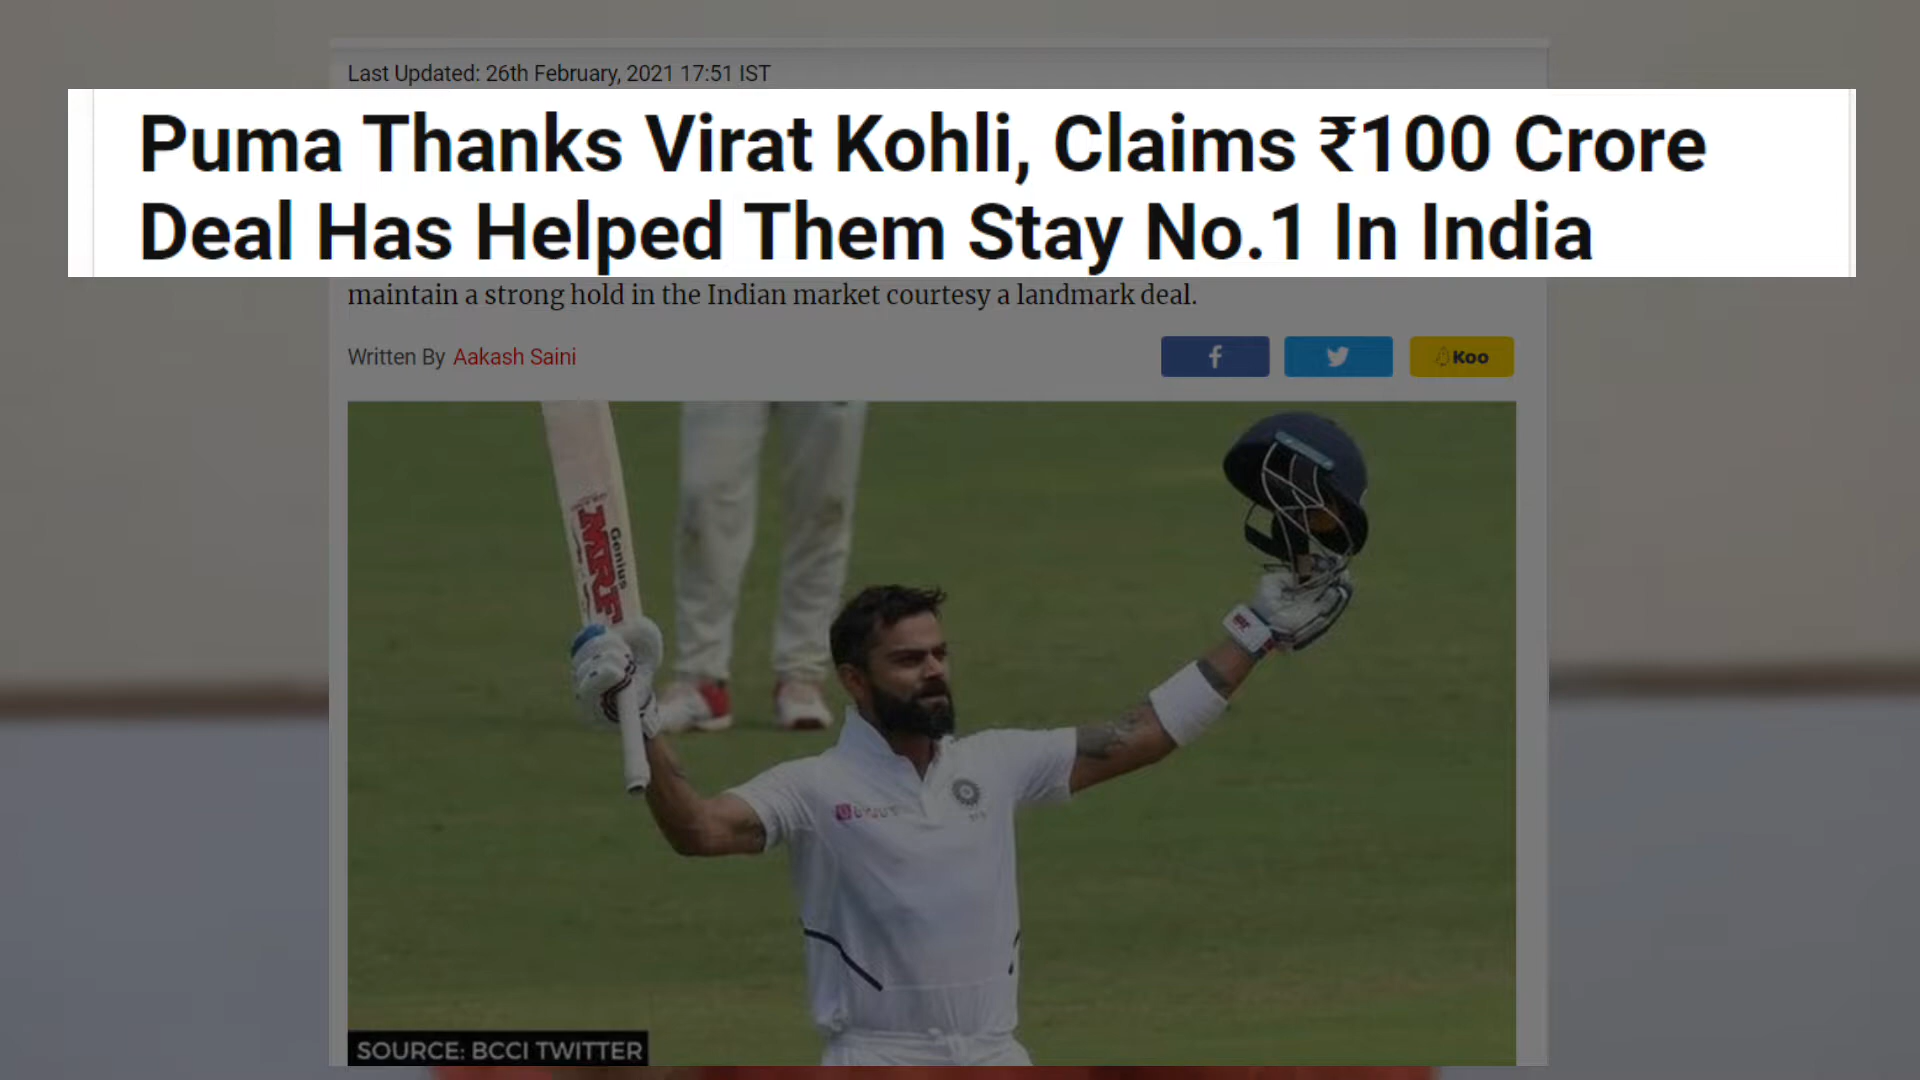 Last Updated: 26th February, 2021 17:51 IST
Puma Thanks Virat Kohli, Claims ₹100 Crore
Deal Has Helped Them Stay No.1 In India
maintain a strong hold in the Indian market courtesy a landmark deal.
Written By Aakash Saini
f
Koo
Genius
MRF
BYJU'S
SOURCE: BCCI TWITTER